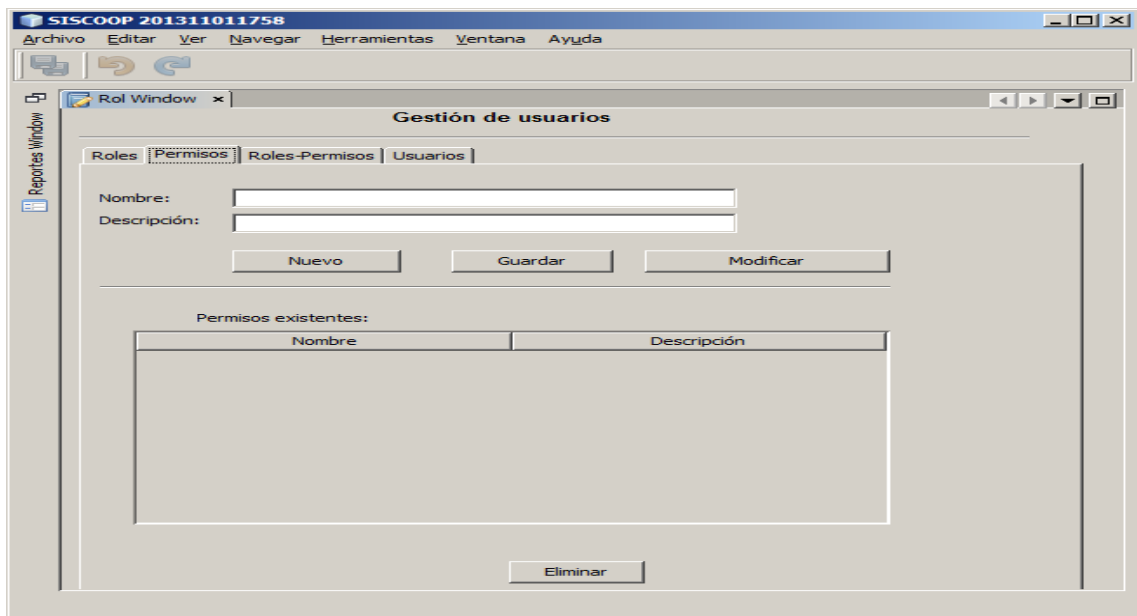 SISCOOP 201311011758
Archivo Editar Ver Navegar Herramientas Ventana Ayuda
Reportes Window
Rol Window
Gestión de usuarios
Roles Permisos Roles-Permisos Usuarios
Nombre:
Descripción:
Nuevo Guardar Modificar
Permisos existentes:
Nombre Descripción
Eliminar